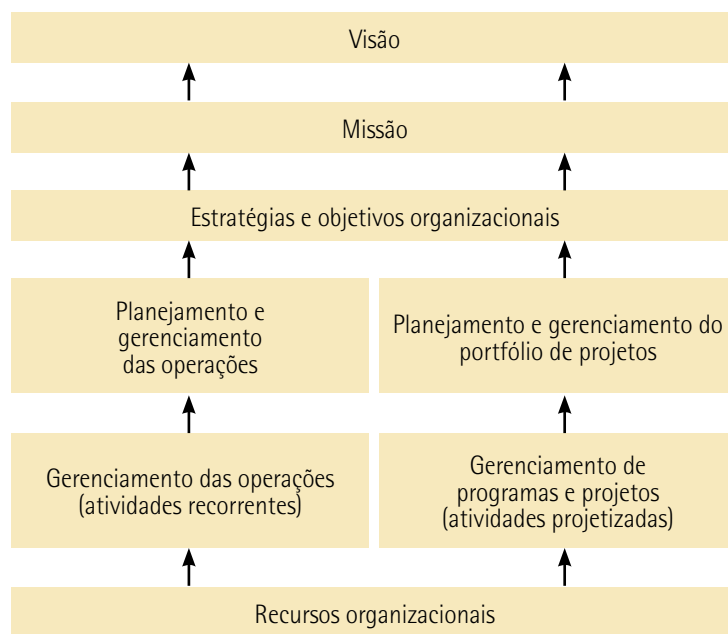 Visão
Missão
Estratégias e objetivos organizacionais
Planejamento e
gerenciamento
das operações
Planejamento e gerenciamento do
portfólio de projetos
Gerenciamento das operações
(atividades recorrentes)
Gerenciamento de
programas e projetos
(atividades projetizadas)
Recursos organizacionais